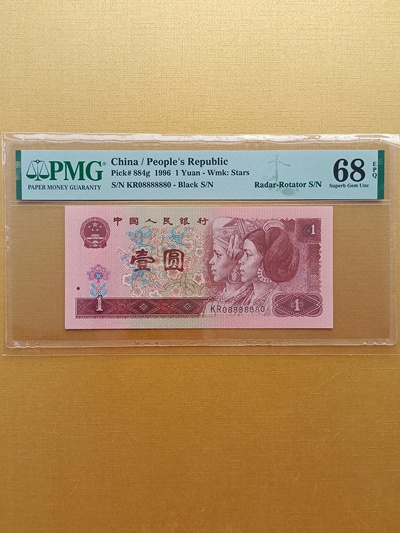 PMG
PAPER MONEY GUARANTY
China / People's Republic
Pick# 884g 1996 1 Yuan - Wmk: Stars
S/N KR08888880 - Black S/N
Radar-Rotator S/N
68 EPQ
Superb Gem Unc
中国人民银行
壹圆
1
1
1
KR08888880